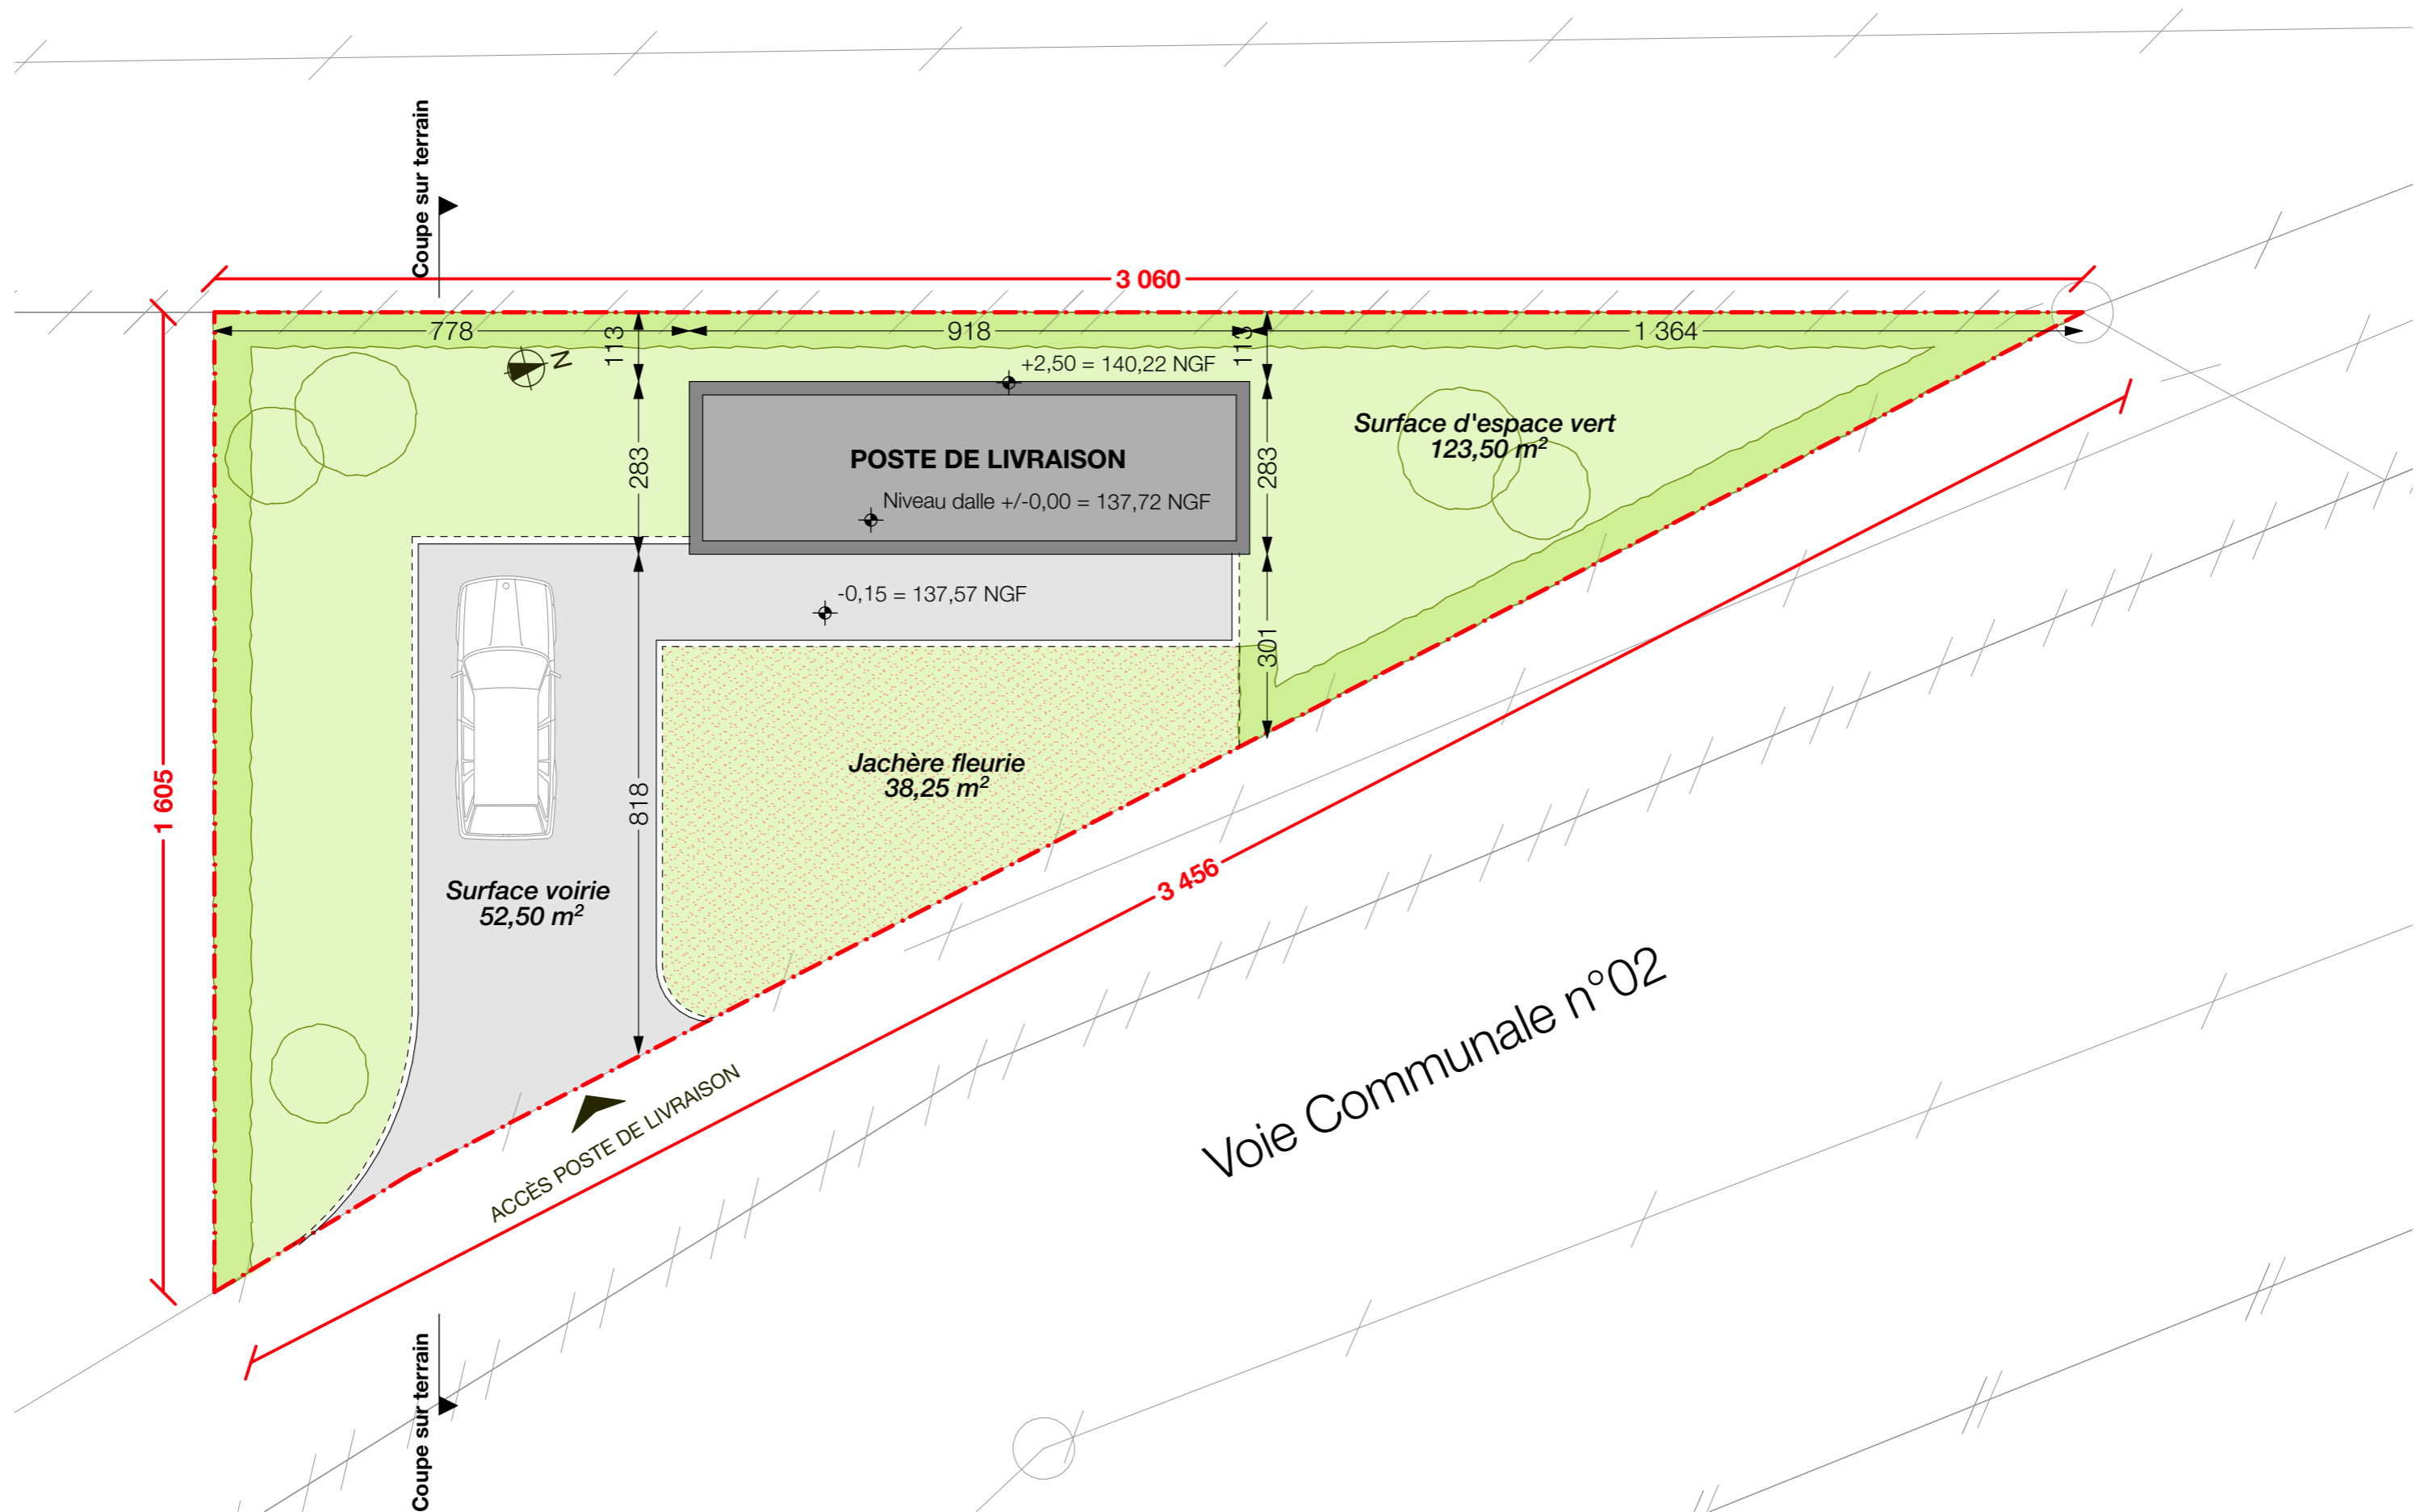 Coupe sur terrain
3 060
778
113
918
113
1 364
N
+2,50 = 140,22 NGF
Surface d'espace vert
123,50 m²
283
POSTE DE LIVRAISON
283
Niveau dalle +/-0,00 = 137,72 NGF
-0,15 = 137,57 NGF
301
1 605
818
Jachère fleurie
38,25 m²
3 456
Surface voirie
52,50 m²
ACCÈS POSTE DE LIVRAISON
Voie Communale n°02
Coupe sur terrain